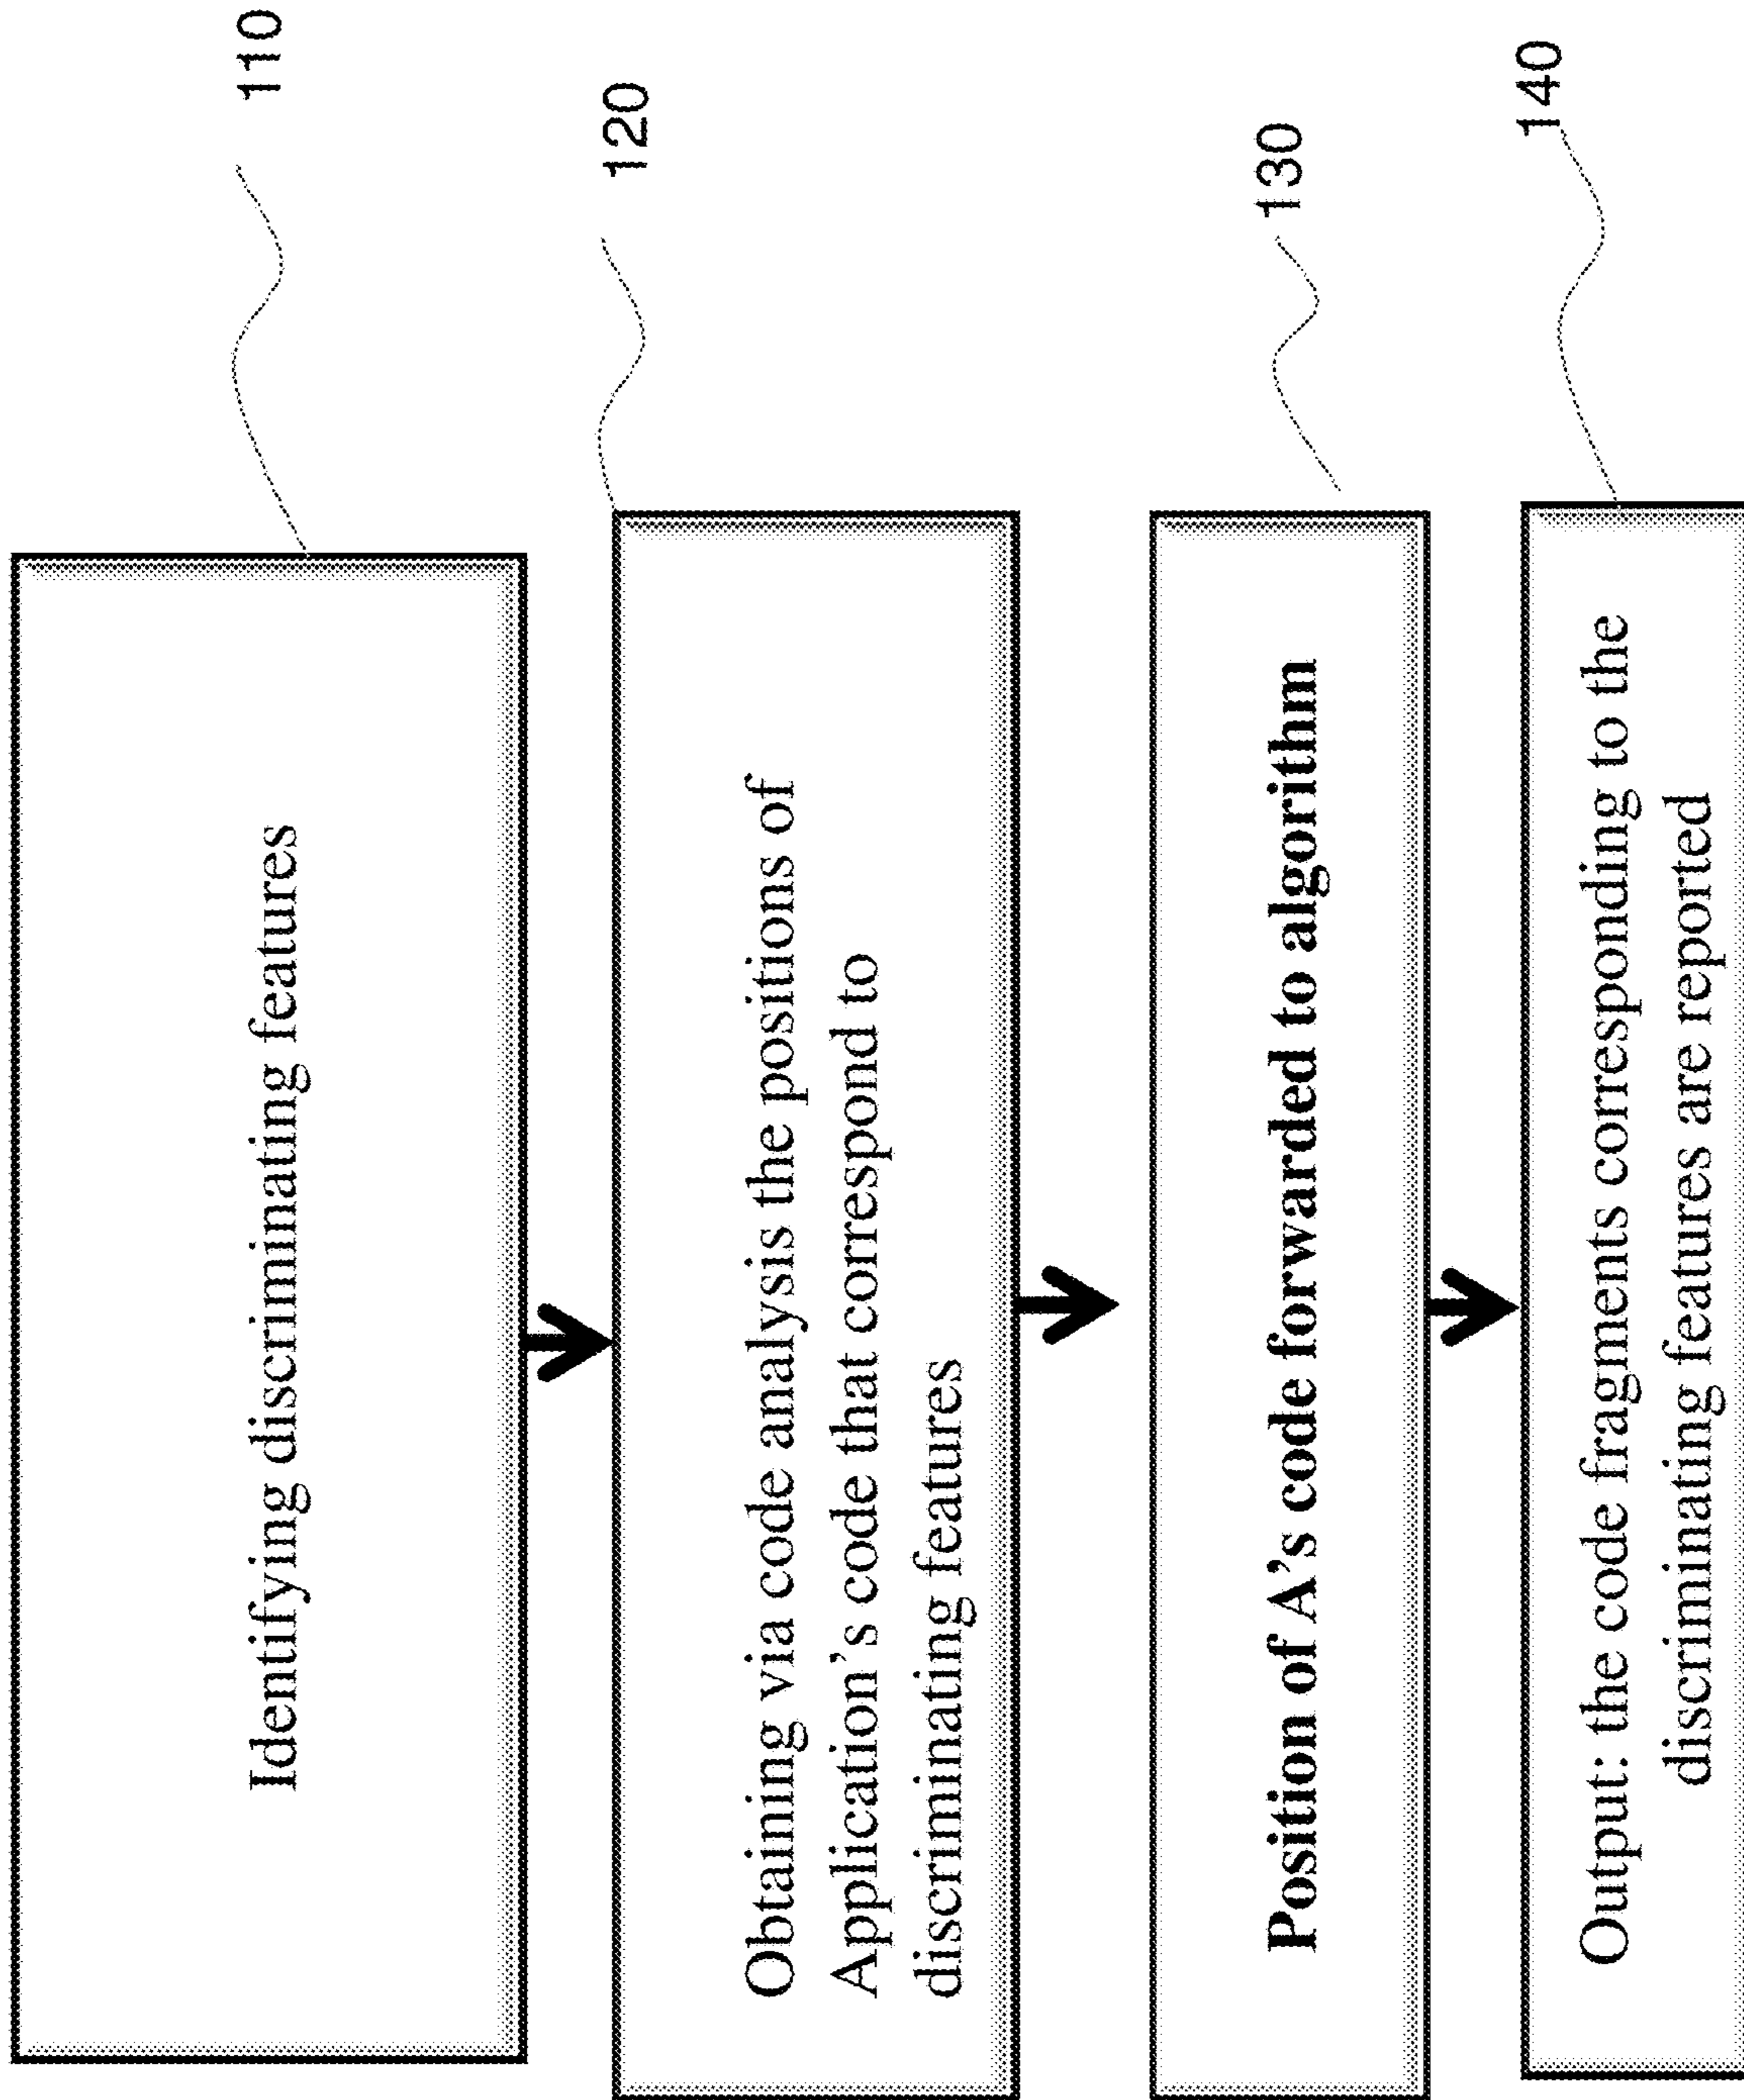 Identifying discriminating features
110
Obtaining via code analysis the positions of
Application's code that correspond to
discriminating features
120
Position of A's code forwarded to algorithm
130
Output: the code fragments corresponding to the
discriminating features are reported
140